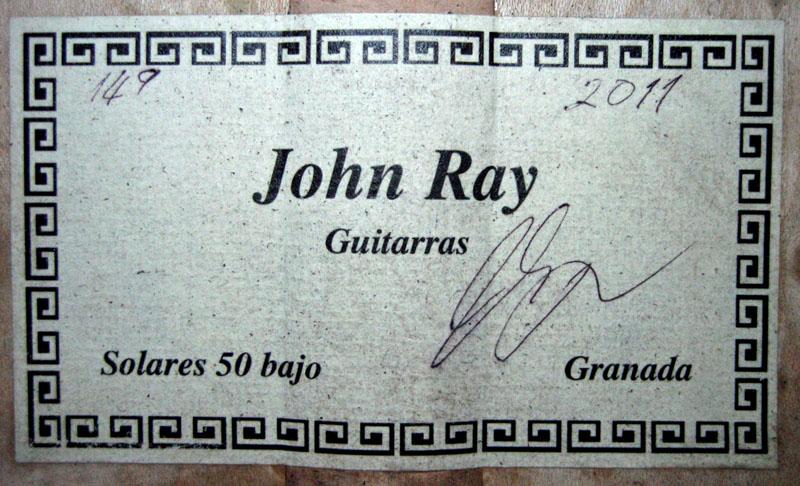 149 2011
John Ray
Guitarras
Solares 50 bajo Granada